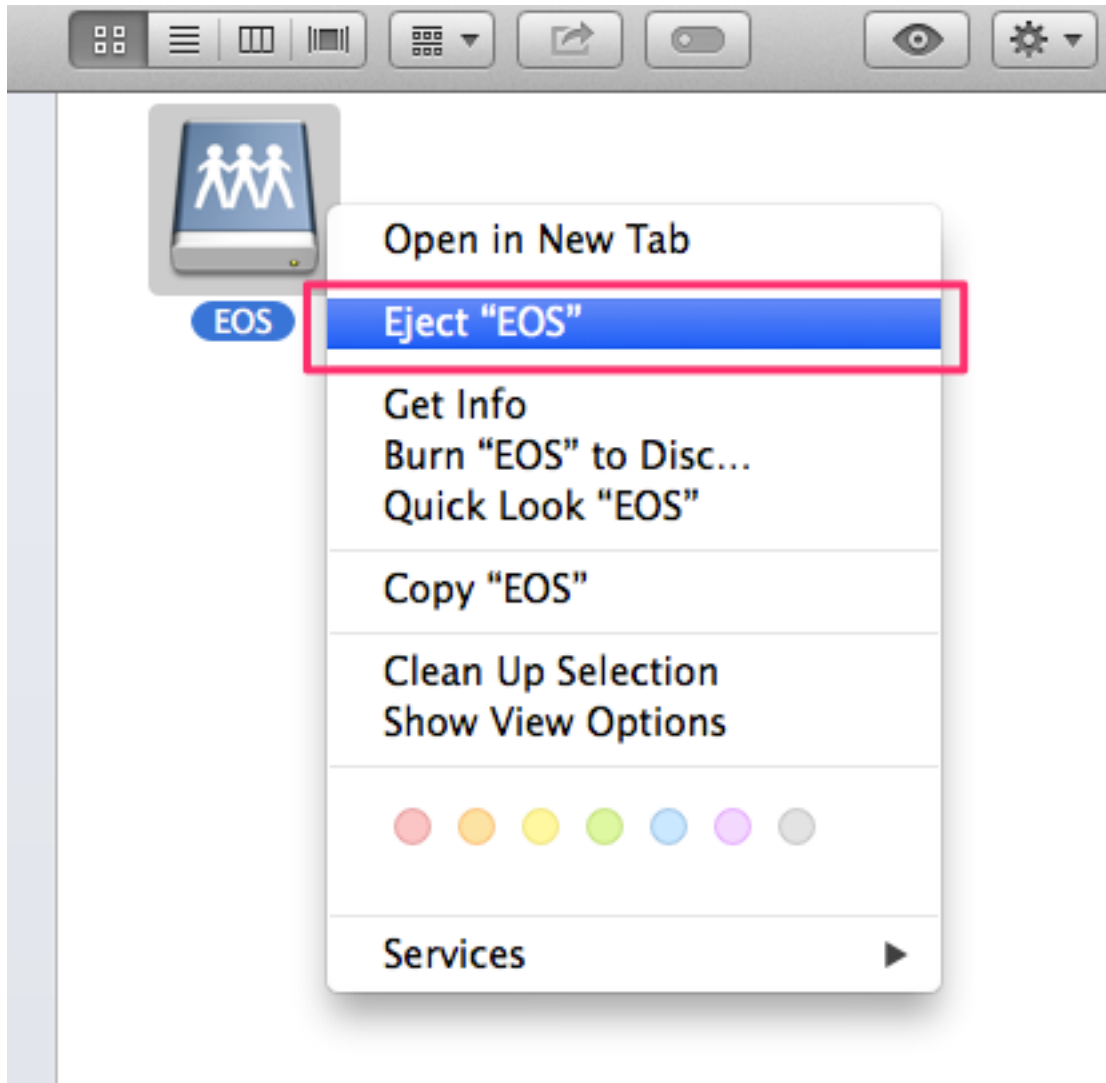 EOS
Open in New Tab
Eject “EOS”
Get Info
Burn “EOS” to Disc...
Quick Look “EOS”
Copy “EOS”
Clean Up Selection
Show View Options
Services